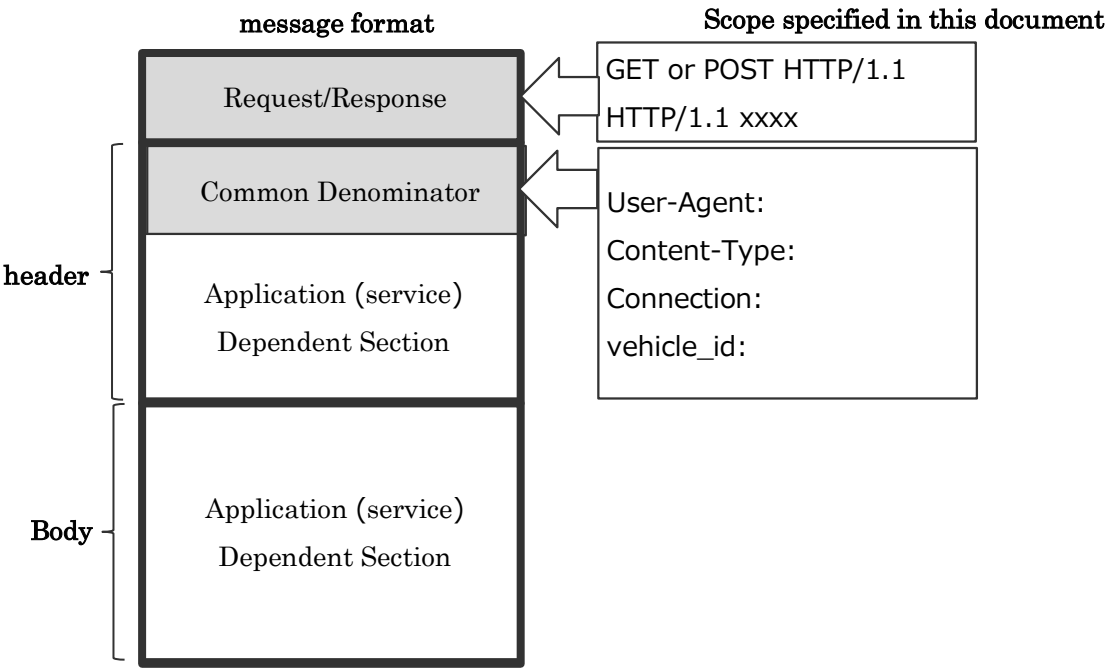 message format
Scope specified in this document
Request/Response
GET or POST HTTP/1.1
HTTP/1.1 xxxx
header
Common Denominator
User-Agent:
Content-Type:
Connection:
vehicle_id:
Application (service)
Dependent Section
Body
Application (service)
Dependent Section